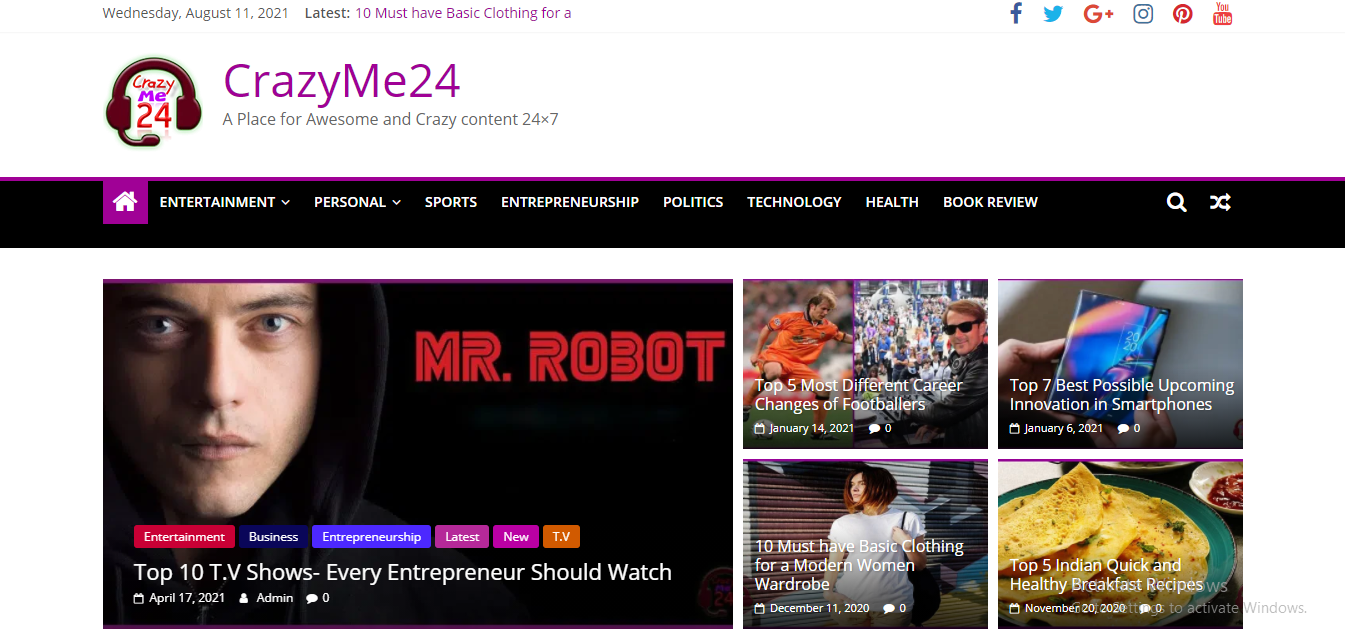 Wednesday, August 11, 2021 Latest: 10 Must have Basic Clothing for a
You
Tube
Crazy
Me
24
CrazyMe24
A Place for Awesome and Crazy content 24×7
ENTERTAINMENT PERSONAL SPORTS ENTREPRENEURSHIP POLITICS TECHNOLOGY HEALTH BOOK REVIEW
MR. ROBOT
Entertainment Business Entrepreneurship Latest New T.V
Top 10 T.V Shows- Every Entrepreneur Should Watch
April 17, 2021 Admin 0
Top 5 Most Different Career
Changes of Footballers
January 14, 2021 0
2020
Top 7 Best Possible Upcoming
Innovation in Smartphones
January 6, 2021 0
10 Must have Basic Clothing
for a Modern Women
Wardrobe
December 11, 2020 0
Top 5 Indian Quick and
Healthy Breakfast Recipes
November 20, 2020 0
Windows
to activate Windows.